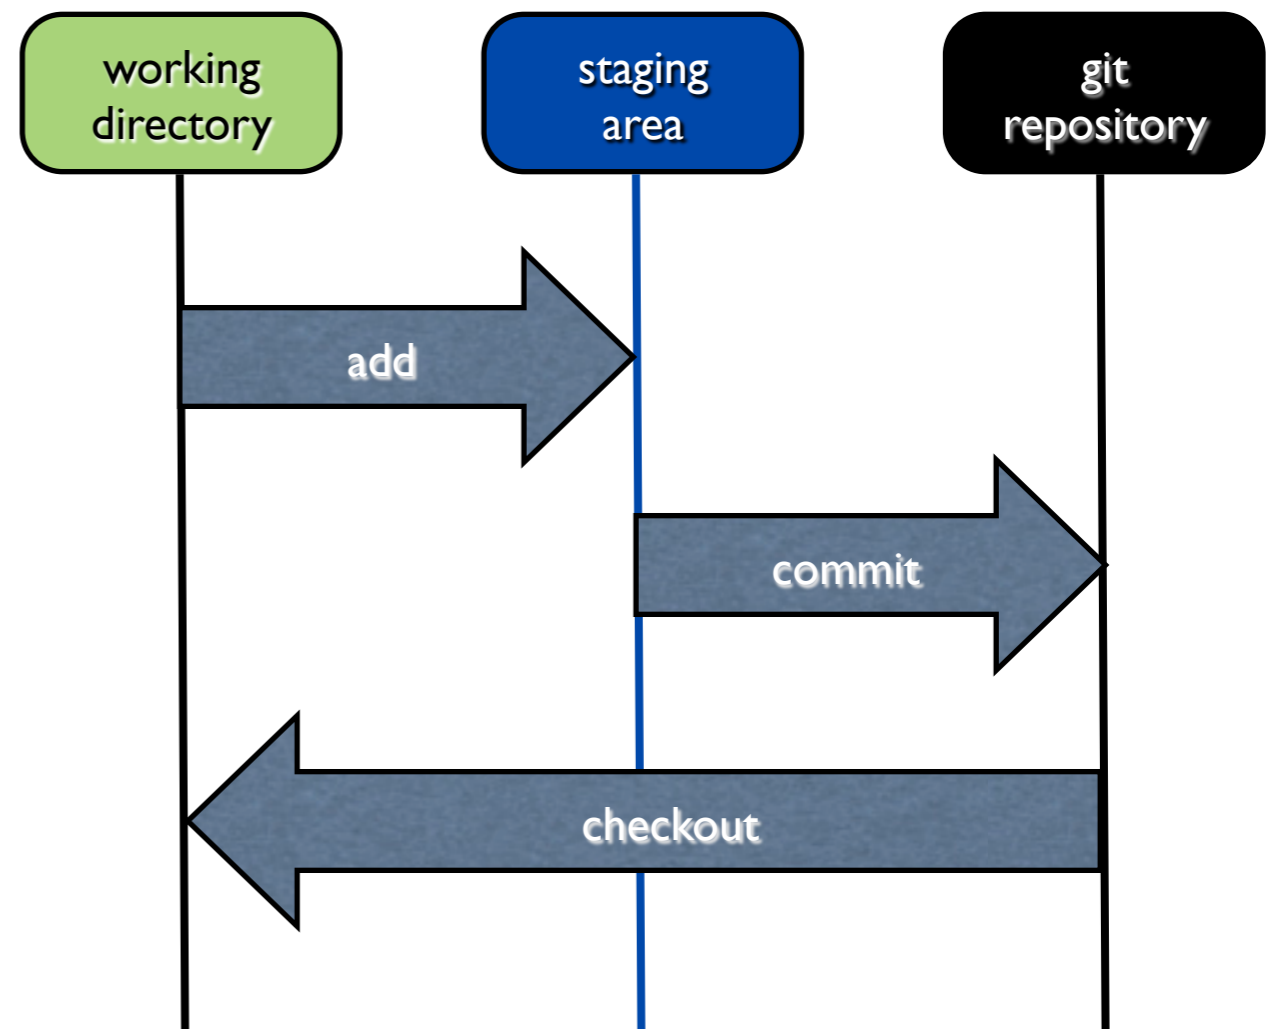 working
directory
staging
area
git
repository
add
commit
checkout